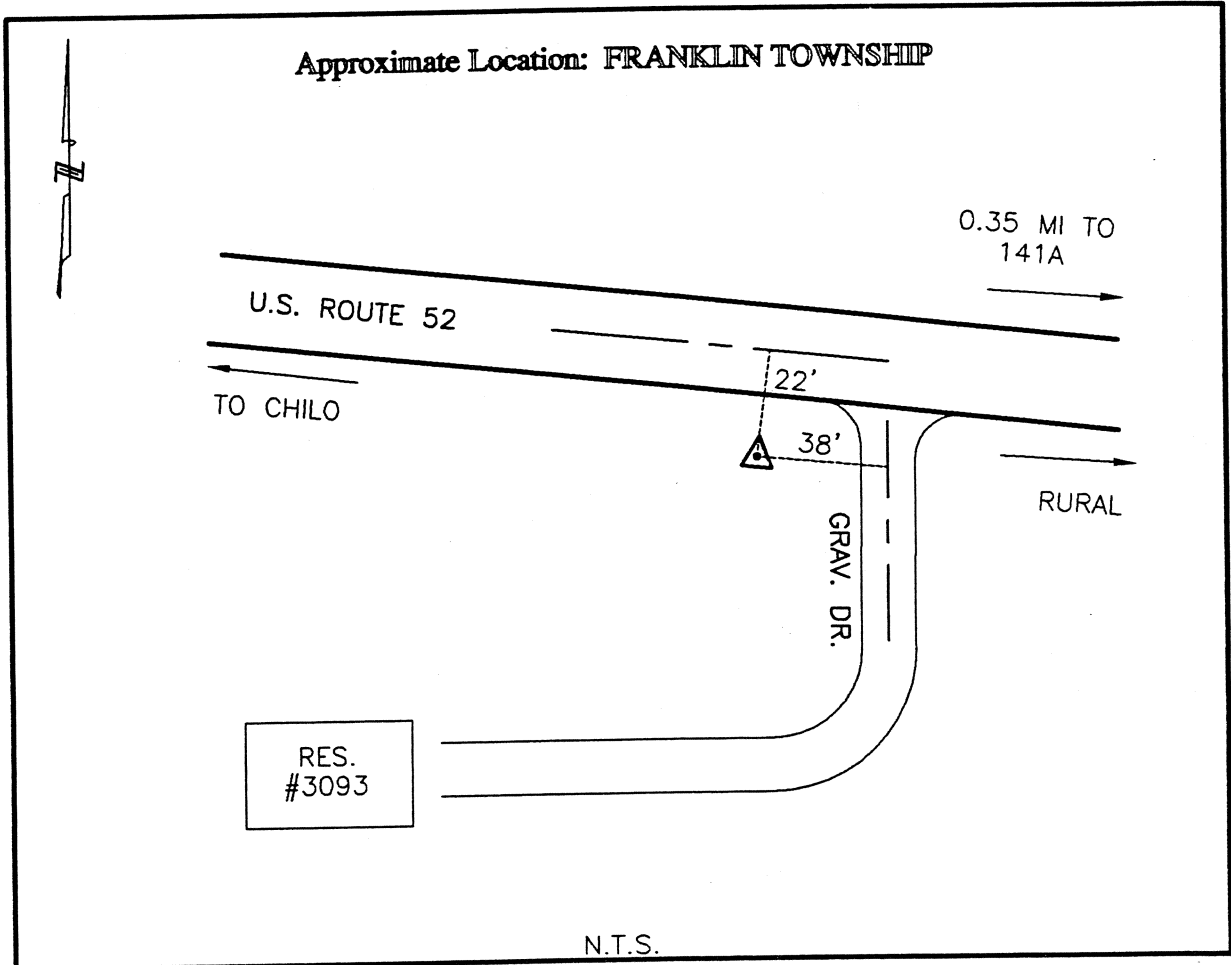 Approximate Location: FRANKLIN TOWNSHIP
N
0.35 MI TO
141A
U.S. ROUTE 52
TO CHILO
22'
38'
RURAL
GRAV. DR.
RES.
#3093
N.T.S.